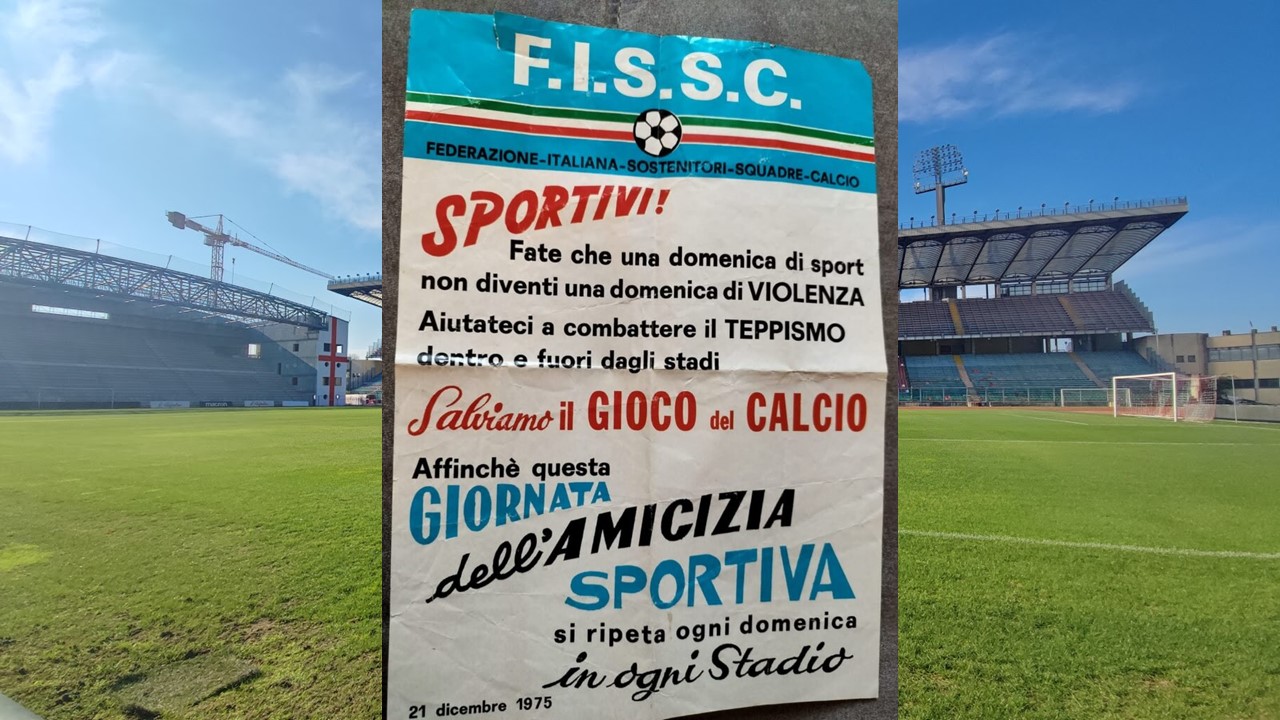 F.I.S.S.C.
FEDERAZIONE-ITALIANA-SOSTENITORI-SQUADRE-CALCIO
SPORTIVI!
Fate che una domenica di sport
non diventi una domenica di VIOLENZA
Aiutateci a combattere il TEPPISMO
dentro e fuori dagli stadi
Salviamo il GIOCO del CALCIO
Affinchè questa
GIORNATA
dell'AMICIZIA
SPORTIVA
si ripeta ogni domenica
in ogni Stadio
21 dicembre 1975